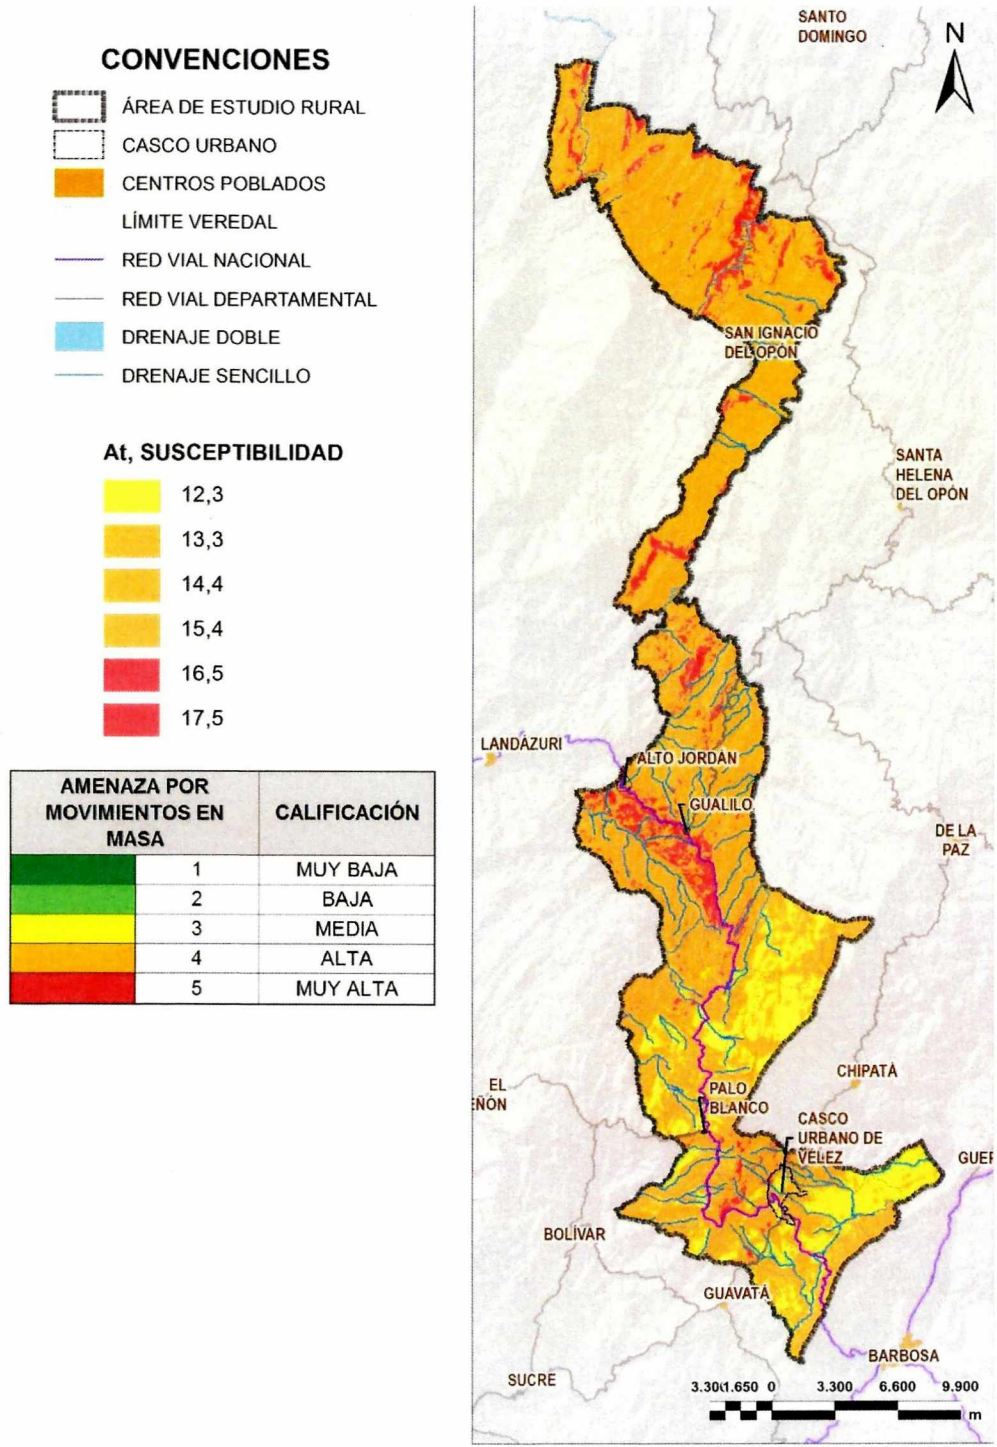 CONVENCIONES
ÁREA DE ESTUDIO RURAL
CASCO URBANO
CENTROS POBLADOS
LÍMITE VEREDAL
RED VIAL NACIONAL
RED VIAL DEPARTAMENTAL
DRENAJE DOBLE
DRENAJE SENCILLO
At, SUSCEPTIBILIDAD
12,3
13,3
14,4
15,4
16,5
17,5
AMENAZA POR
MOVIMIENTOS EN
MASA
CALIFICACIÓN
1 MUY BAJA
2 BAJA
3 MEDIA
4 ALTA
5 MUY ALTA
SANTO
DOMINGO
N
SAN IGNACIO
DEL OPÓN
SANTA
HELENA
DEL OPÓN
LANDÁZURI
ALTO JORDÁN
GUALILO
DE LA
PAZ
CHIPATÁ
EL
EÑÓN
PALO
BLANCO
CASCO
URBANO DE
VÉLEZ
GUEP
BOLÍVAR
GUAVATÁ
BARBOSA
SUCRE
3.300 1.650 0 3.300 6.600 9.900
m